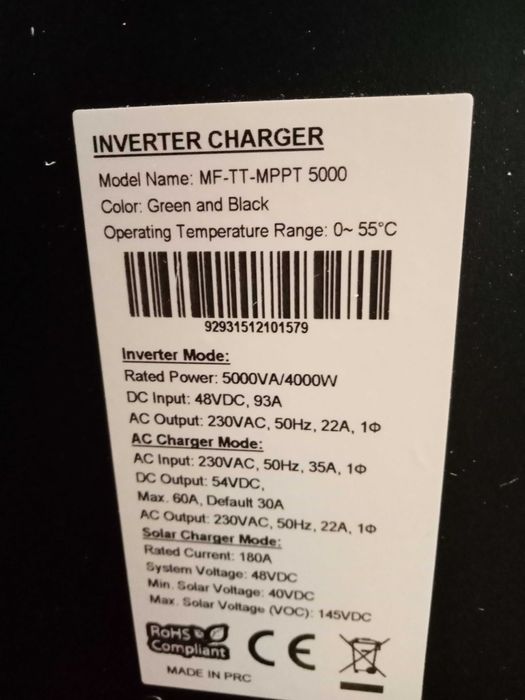 INVERTER CHARGER
Model Name: MF-TT-MPPT 5000
Color: Green and Black
Operating Temperature Range: 0~ 55°C
92931512101579
Inverter Mode:
Rated Power: 5000VA/4000W
DC Input: 48VDC, 93A
AC Output: 230VAC, 50Hz, 22A, 1Φ
AC Charger Mode:
AC Input: 230VAC, 50Hz, 35A, 1Φ
DC Output: 54VDC,
Max. 60A, Default 30A
AC Output: 230VAC, 50Hz, 22A, 1Φ
Solar Charger Mode:
Rated Current: 180A
System Voltage: 48VDC
Min. Solar Voltage: 40VDC
Max. Solar Voltage (VOC): 145VDC
RoHS
Compliant
CE
MADE IN PRC